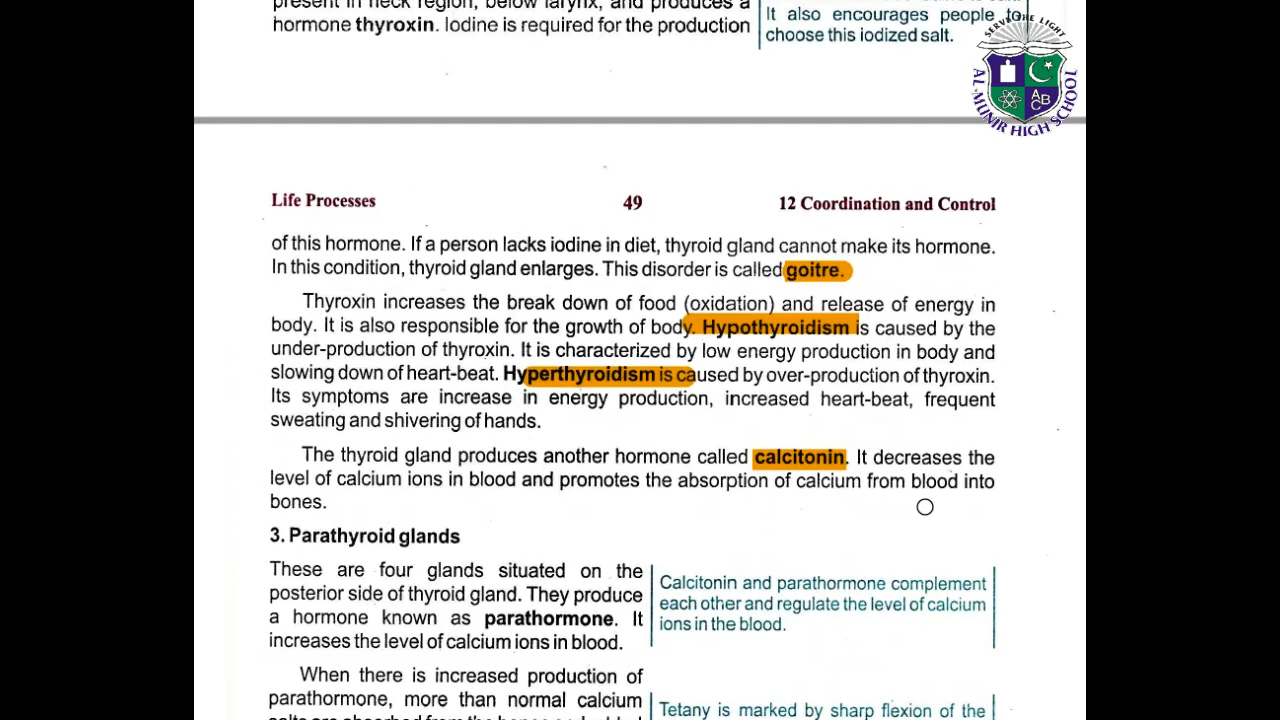 present in neck region, below larynx, and produces a
hormone thyroxin. Iodine is required for the production
It also encourages people to
choose this iodized salt.
SERVE THE LIGHT
A B C
AL-MUNIR HIGH SCHOOL
Life Processes 49 12 Coordination and Control
of this hormone. If a person lacks iodine in diet, thyroid gland cannot make its hormone.
In this condition, thyroid gland enlarges. This disorder is called goitre.
Thyroxin increases the break down of food (oxidation) and release of energy in
body. It is also responsible for the growth of body. Hypothyroidism is caused by the
under-production of thyroxin. It is characterized by low energy production in body and
slowing down of heart-beat. Hyperthyroidism is caused by over-production of thyroxin.
Its symptoms are increase in energy production, increased heart-beat, frequent
sweating and shivering of hands.
The thyroid gland produces another hormone called calcitonin. It decreases the
level of calcium ions in blood and promotes the absorption of calcium from blood into
bones.
3. Parathyroid glands
These are four glands situated on the
posterior side of thyroid gland. They produce
a hormone known as parathormone. It
increases the level of calcium ions in blood.
Calcitonin and parathormone complement
each other and regulate the level of calcium
ions in the blood.
When there is increased production of
parathormone, more than normal calcium
Tetany is marked by sharp flexion of the